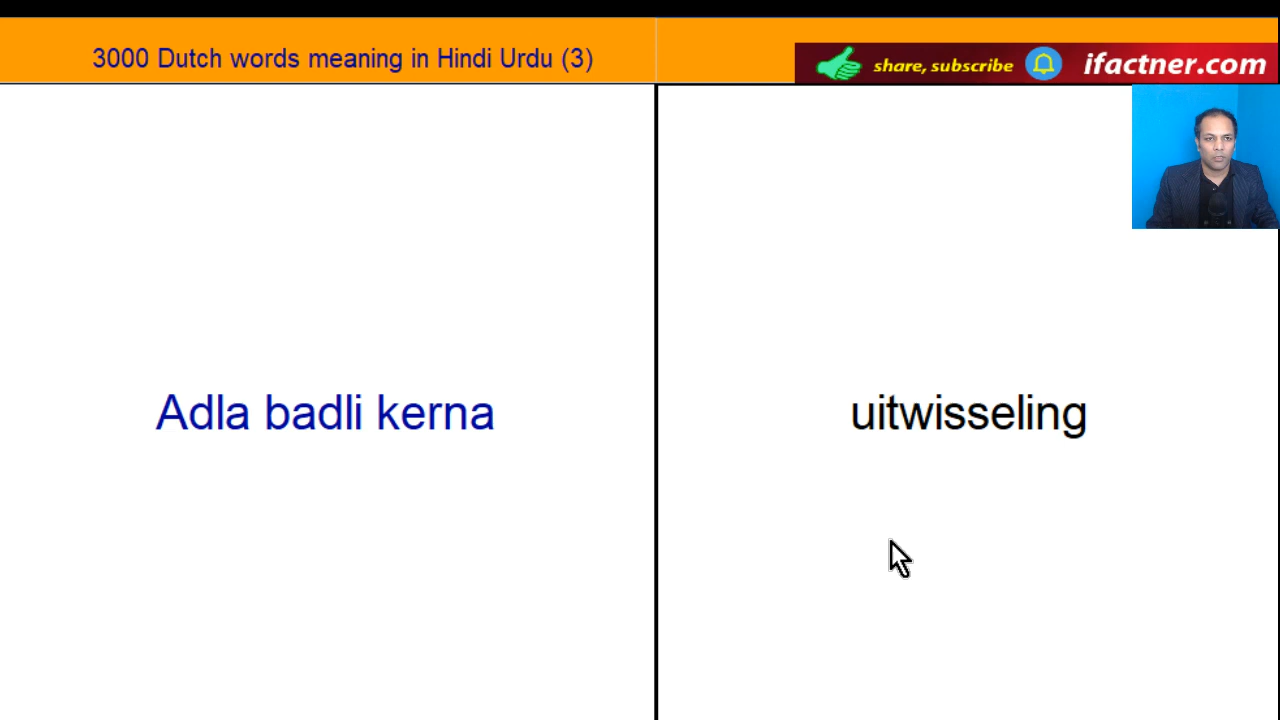 3000 Dutch words meaning in Hindi Urdu (3)
share, subscribe
ifactner.com
Adla badli kerna
uitwisseling